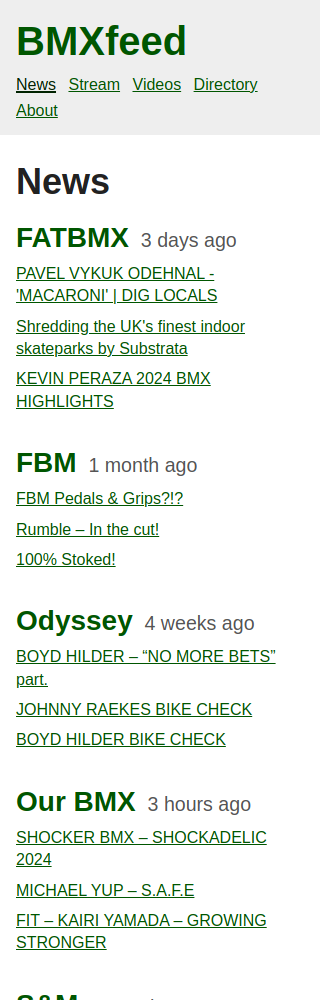 BMXfeed
News Stream Videos Directory
About
News
FATBMX 3 days ago
PAVEL VYKUK ODEHNAL -
'MACARONI' | DIG LOCALS
Shredding the UK's finest indoor
skateparks by Substrata
KEVIN PERAZA 2024 BMX
HIGHLIGHTS
FBM 1 month ago
FBM Pedals & Grips?!?
Rumble – In the cut!
100% Stoked!
Odyssey 4 weeks ago
BOYD HILDER – “NO MORE BETS”
part.
JOHNNY RAEKES BIKE CHECK
BOYD HILDER BIKE CHECK
Our BMX 3 hours ago
SHOCKER BMX – SHOCKADELIC
2024
MICHAEL YUP – S.A.F.E
FIT – KAIRI YAMADA – GROWING
STRONGER
S&M